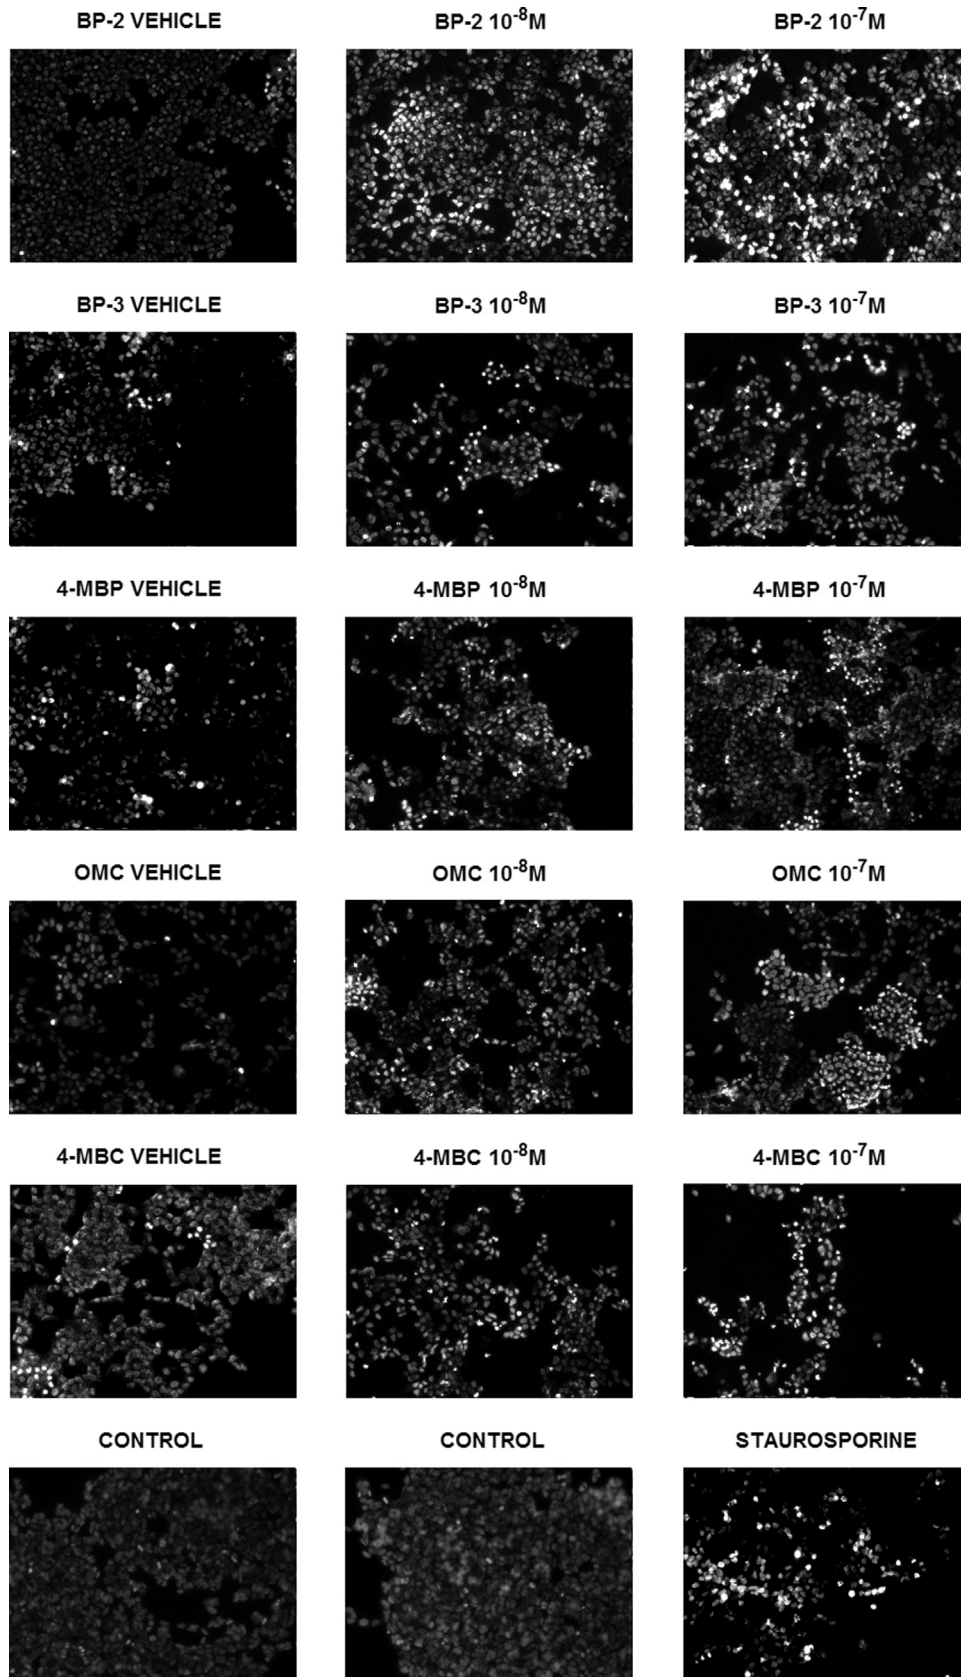 BP-2 VEHICLE BP-2 10⁻⁸M BP-2 10⁻⁷M
BP-3 VEHICLE BP-3 10⁻⁸M BP-3 10⁻⁷M
4-MBP VEHICLE 4-MBP 10⁻⁸M 4-MBP 10⁻⁷M
OMC VEHICLE OMC 10⁻⁸M OMC 10⁻⁷M
4-MBC VEHICLE 4-MBC 10⁻⁸M 4-MBC 10⁻⁷M
CONTROL CONTROL STAUROSPORINE